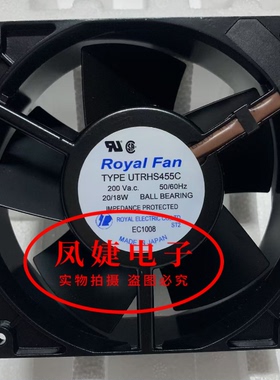 Royal Fan
TYPE UTRHS455C
200 Va.c. 50/60Hz
20/18W BALL BEARING
IMPEDANCE PROTECTED
ROYAL ELECTRIC CO.,LTD
EC1008 ST2
MADE IN JAPAN
凤婕电子
实物拍摄 盗图必究